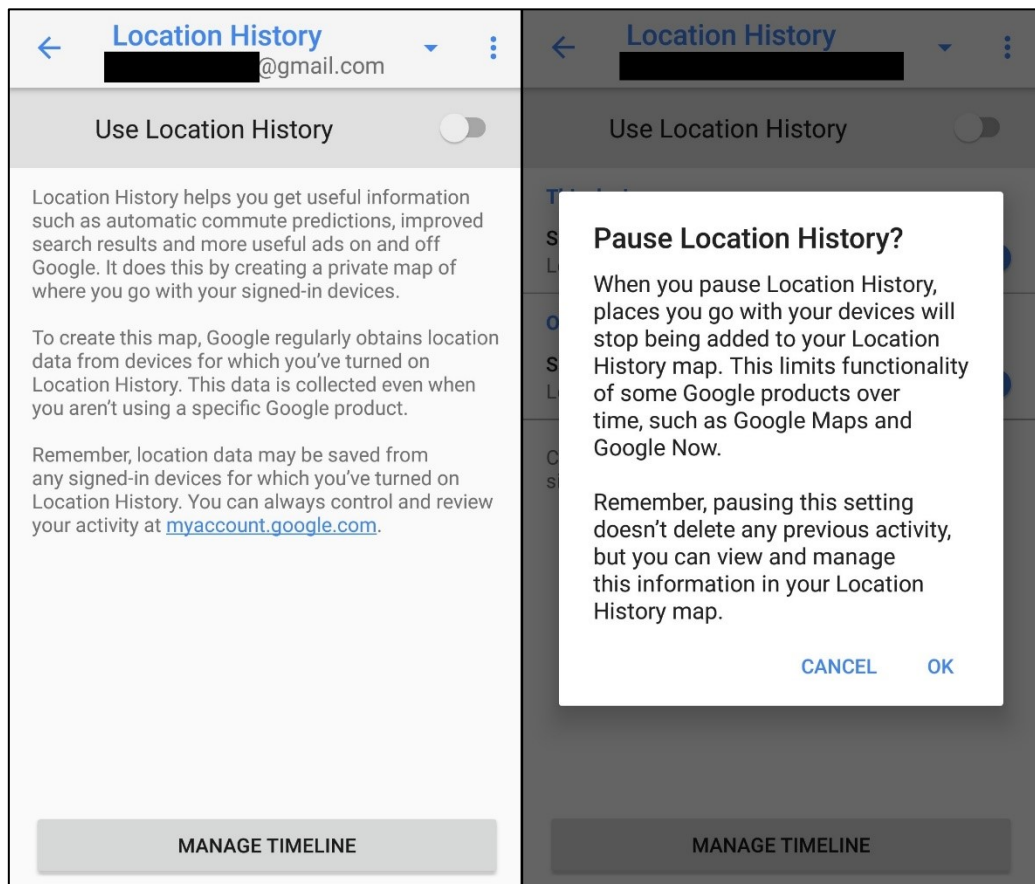 Location History
@gmail.com
Use Location History
Location History helps you get useful information
such as automatic commute predictions, improved
search results and more useful ads on and off
Google. It does this by creating a private map of
where you go with your signed-in devices.
To create this map, Google regularly obtains location
data from devices for which you've turned on
Location History. This data is collected even when
you aren't using a specific Google product.
Remember, location data may be saved from
any signed-in devices for which you've turned on
Location History. You can always control and review
your activity at myaccount.google.com.
MANAGE TIMELINE
Location History
Use Location History
Pause Location History?
When you pause Location History,
places you go with your devices will
stop being added to your Location
History map. This limits functionality
of some Google products over
time, such as Google Maps and
Google Now.
Remember, pausing this setting
doesn't delete any previous activity,
but you can view and manage
this information in your Location
History map.
CANCEL OK
MANAGE TIMELINE